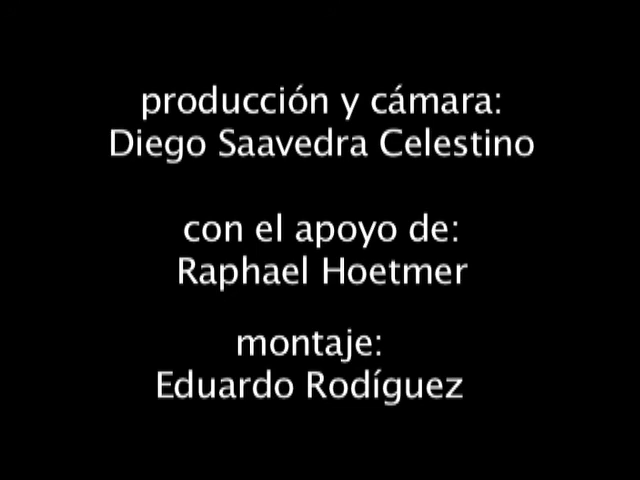 producción y cámara:
Diego Saavedra Celestino
con el apoyo de:
Raphael Hoetmer
montaje:
Eduardo Rodíguez